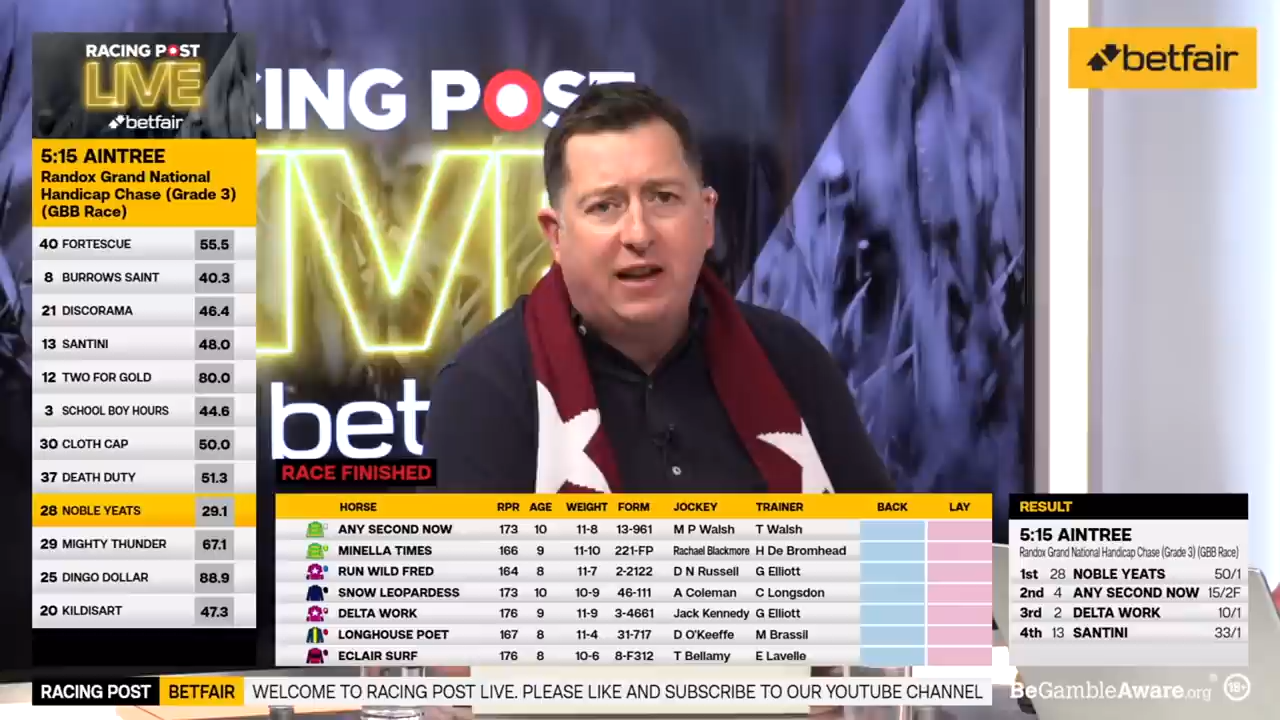 RACING POST
LIVE
betfair
5:15 AINTREE
Randox Grand National
Handicap Chase (Grade 3)
(GBB Race)
40 FORTESCUE 55.5
8 BURROWS SAINT 40.3
21 DISCORAMA 46.4
13 SANTINI 48.0
12 TWO FOR GOLD 80.0
3 SCHOOL BOY HOURS 44.6
30 CLOTH CAP 50.0
37 DEATH DUTY 51.3
28 NOBLE YEATS 29.1
29 MIGHTY THUNDER 67.1
25 DINGO DOLLAR 88.9
20 KILDISART 47.3
CING POST
IV
bet
betfair
RACE FINISHED
HORSE RPR AGE WEIGHT FORM JOCKEY TRAINER BACK LAY
ANY SECOND NOW 173 10 11-8 13-961 M P Walsh T Walsh
MINELLA TIMES 166 9 11-10 221-FP Rachael Blackmore H De Bromhead
RUN WILD FRED 164 8 11-7 2-2122 D N Russell G Elliott
SNOW LEOPARDESS 173 10 10-9 46-111 A Coleman C Longsdon
DELTA WORK 176 9 11-9 3-4661 Jack Kennedy G Elliott
LONGHOUSE POET 167 8 11-4 31-717 D O'Keeffe M Brassil
ECLAIR SURF 176 8 10-6 8-F312 T Bellamy E Lavelle
RESULT
5:15 AINTREE
Randox Grand National Handicap Chase (Grade 3) (GBB Race)
1st 28 NOBLE YEATS 50/1
2nd 4 ANY SECOND NOW 15/2F
3rd 2 DELTA WORK 10/1
4th 13 SANTINI 33/1
RACING POST BETFAIR WELCOME TO RACING POST LIVE. PLEASE LIKE AND SUBSCRIBE TO OUR YOUTUBE CHANNEL
BeGambleAware.org 18+